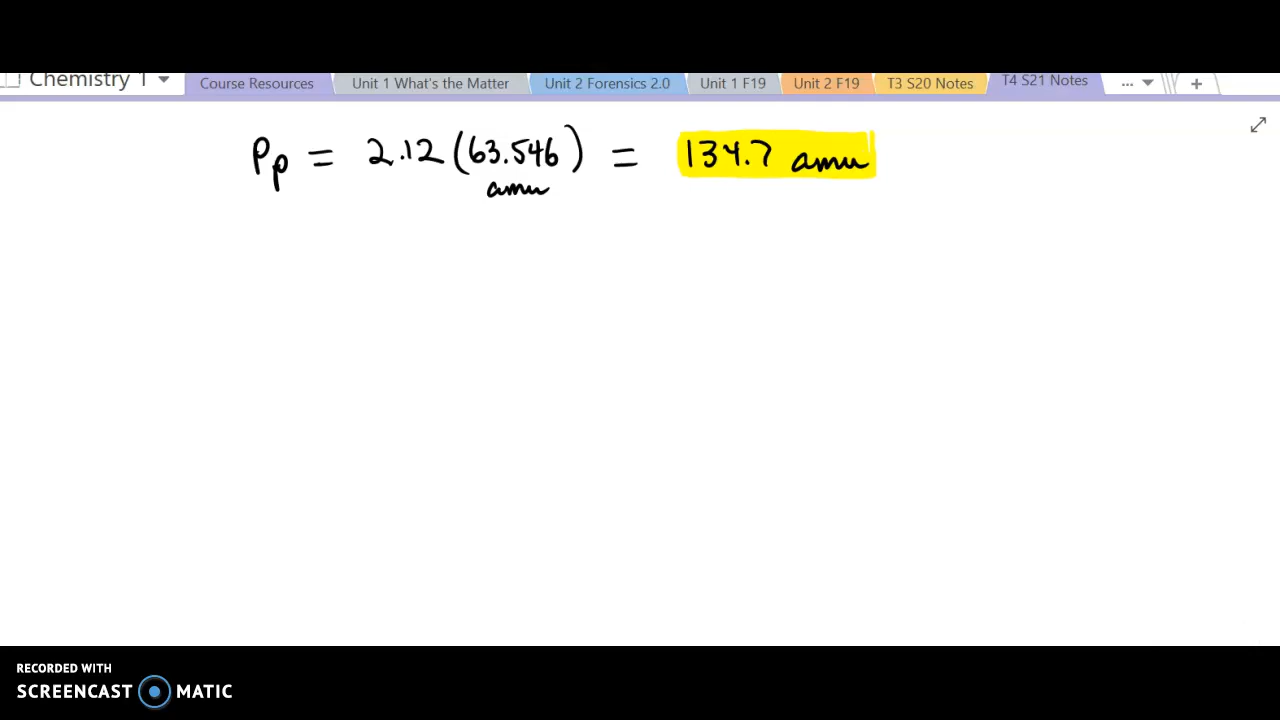 Chemistry 1 Course Resources Unit 1 What's the Matter Unit 2 Forensics 2.0 Unit 1 F19 Unit 2 F19 T3 S20 Notes T4 S21 Notes ... +
Pp = 2.12 (63.546) = 134.7 amu
amu
RECORDED WITH
SCREENCAST MATIC